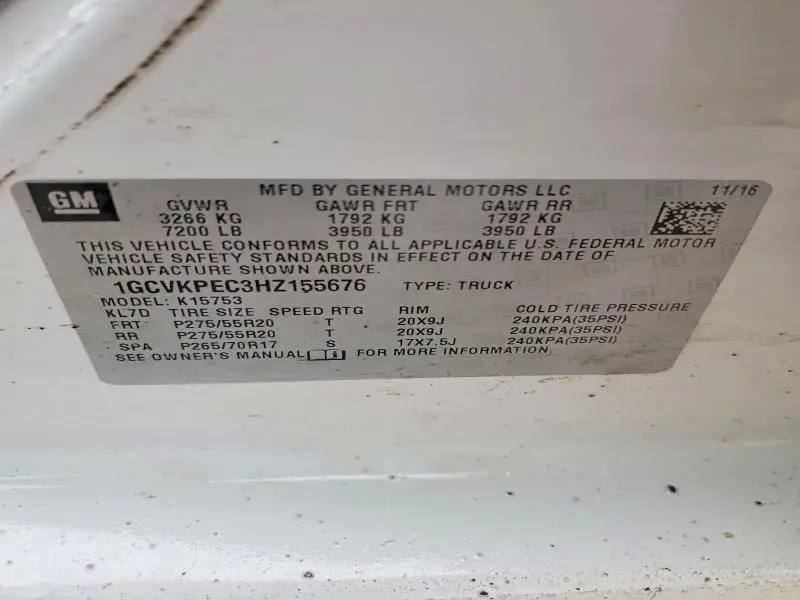 GM MFD BY GENERAL MOTORS LLC 11/16
GVWR GAWR FRT GAWR RR
3266 KG 1792 KG 1792 KG
7200 LB 3950 LB 3950 LB
THIS VEHICLE CONFORMS TO ALL APPLICABLE U.S. FEDERAL MOTOR
VEHICLE SAFETY STANDARDS IN EFFECT ON THE DATE OF
MANUFACTURE SHOWN ABOVE.
1GCVKPEC3HZ155676 TYPE: TRUCK
MODEL: K15753
KL7D TIRE SIZE SPEED RTG RIM COLD TIRE PRESSURE
FRT P275/55R20 T 20X9J 240KPA(35PSI)
RR P275/55R20 T 20X9J 240KPA(35PSI)
SPA P265/70R17 S 17X7.5J 240KPA(35PSI)
SEE OWNER'S MANUAL FOR MORE INFORMATION.